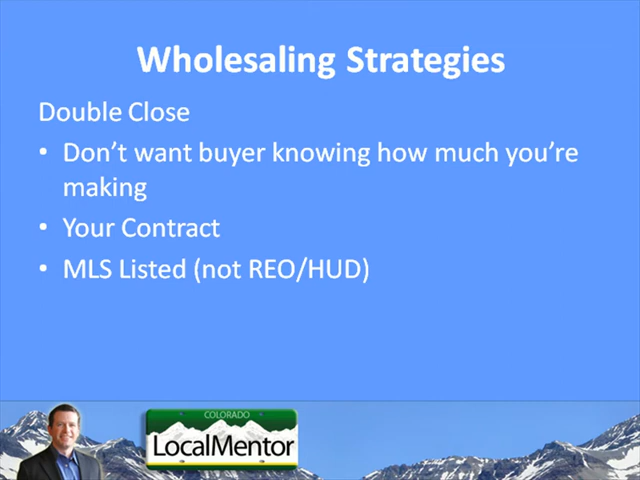 Wholesaling Strategies
Double Close
• Don’t want buyer knowing how much you’re
making
• Your Contract
• MLS Listed (not REO/HUD)
COLORADO
LocalMentor